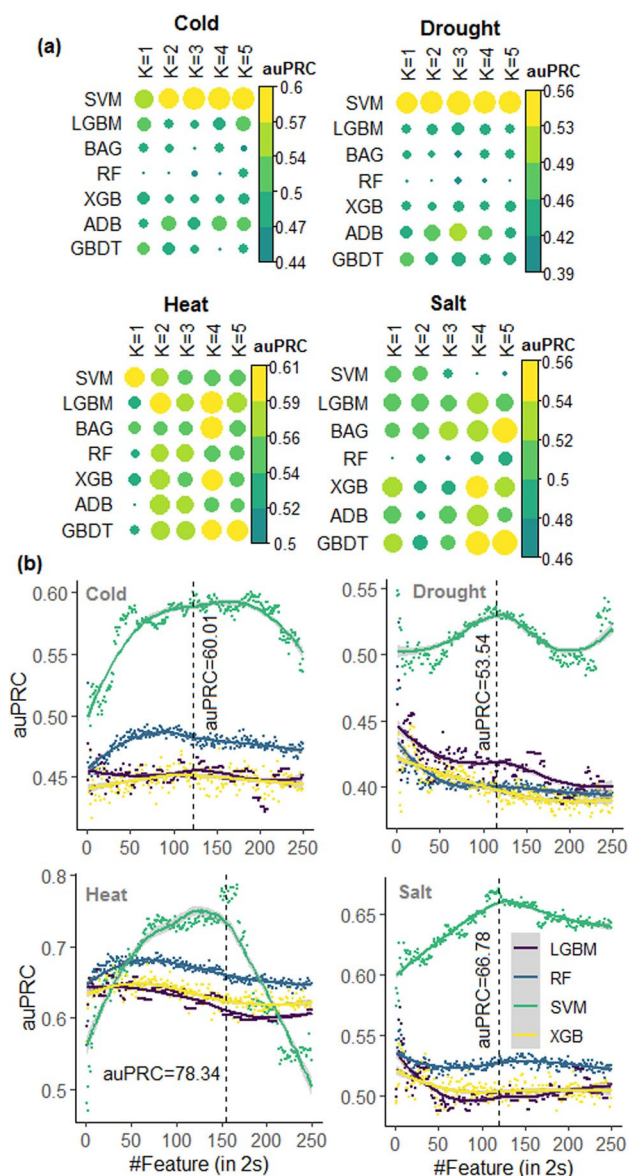 (a)
Cold
K=1 K=2 K=3 K=4 K=5
auPRC
SVM
LGBM
BAG
RF
XGB
ADB
GBDT
0.6
0.57
0.54
0.5
0.47
0.44
Drought
K=1 K=2 K=3 K=4 K=5
auPRC
SVM
LGBM
BAG
RF
XGB
ADB
GBDT
0.56
0.53
0.49
0.46
0.42
0.39
Heat
K=1 K=2 K=3 K=4 K=5
auPRC
SVM
LGBM
BAG
RF
XGB
ADB
GBDT
0.61
0.59
0.56
0.54
0.52
0.5
Salt
K=1 K=2 K=3 K=4 K=5
auPRC
SVM
LGBM
BAG
RF
XGB
ADB
GBDT
0.56
0.54
0.52
0.5
0.48
0.46
(b)
Cold
auPRC
0.60
0.55
0.50
0.45
auPRC=60.01
0 50 100 150 200 250
Drought
0.55
0.50
0.45
0.40
auPRC=53.54
0 50 100 150 200 250
Heat
auPRC
0.8
0.7
0.6
0.5
auPRC=78.34
0 50 100 150 200 250
#Feature (in 2s)
Salt
0.65
0.60
0.55
0.50
auPRC=66.78
LGBM
RF
SVM
XGB
0 50 100 150 200 250
#Feature (in 2s)